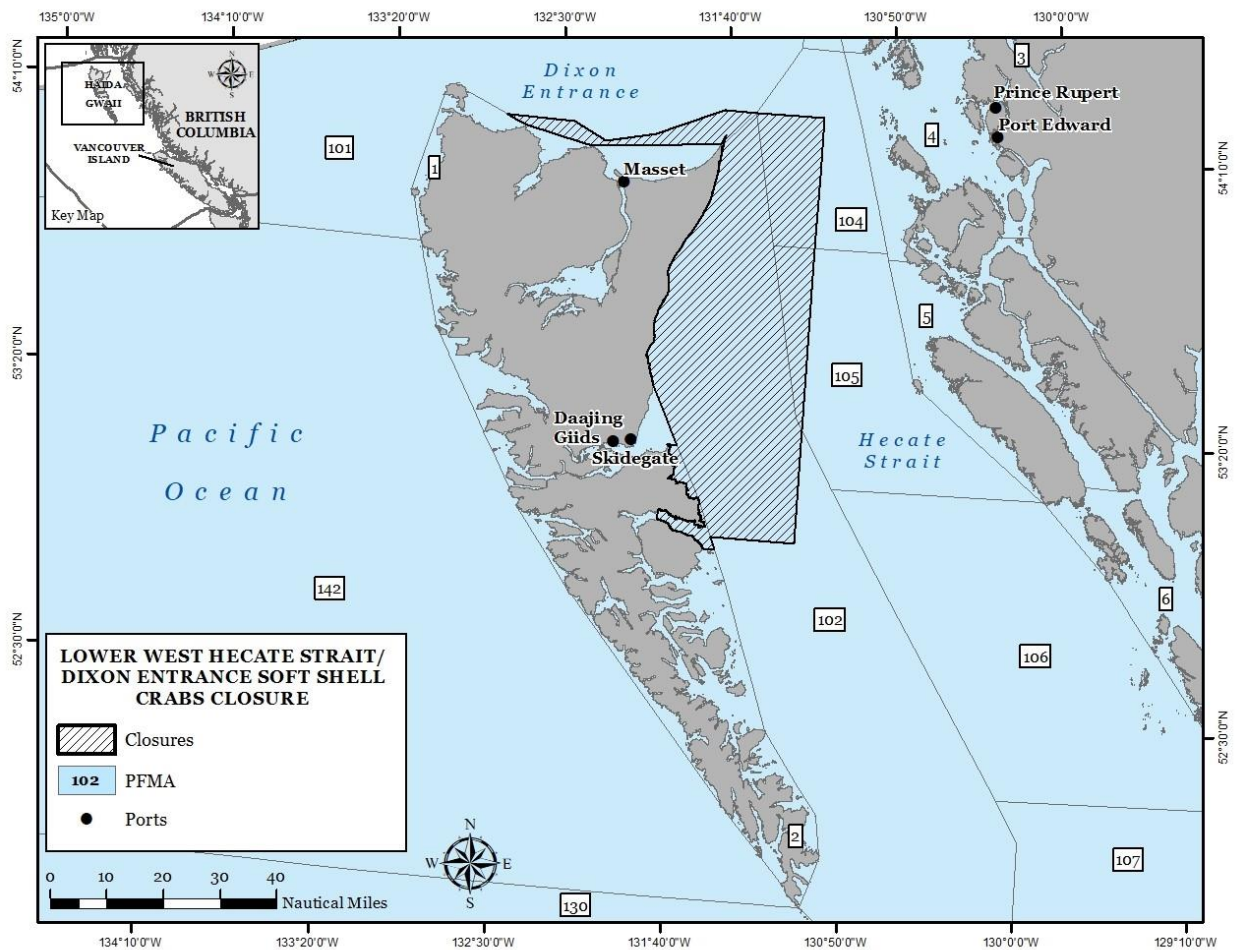 135°0'0"W
134°10'0"W
133°20'0"W
132°30'0"W
131°40'0"W
130°50'0"W
130°0'0"W
54°10'0"N
53°20'0"N
52°30'0"N
54°10'0"N
53°20'0"N
52°30'0"N
N
W E
S
HAIDA
GWAII
BRITISH
COLUMBIA
VANCOUVER
ISLAND
Key Map
Dixon
Entrance
3
Prince Rupert
Port Edward
4
101
1
Masset
104
5
105
Pacific
Ocean
Daajing
Giids
Skidegate
Hecate
Strait
142
102
6
106
LOWER WEST HECATE STRAIT/
DIXON ENTRANCE SOFT SHELL
CRABS CLOSURE
Closures
102 PFMA
Ports
N
W E
S
2
107
130
0 10 20 30 40
Nautical Miles
134°10'0"W
133°20'0"W
132°30'0"W
131°40'0"W
130°50'0"W
130°0'0"W
129°10'0"W